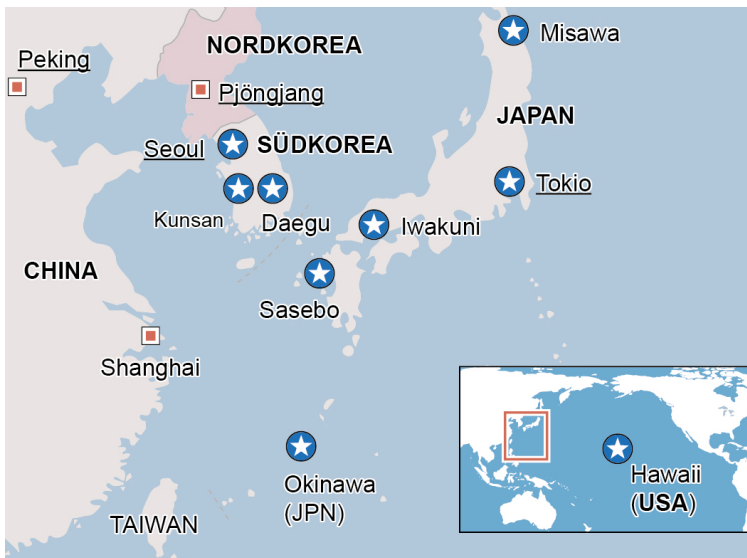 NORDKOREA
Misawa
Peking
Pjöngjang
JAPAN
Seoul
SÜDKOREA
Tokio
Kunsan
Daegu
Iwakuni
CHINA
Sasebo
Shanghai
Okinawa
(JPN)
Hawaii
(USA)
TAIWAN